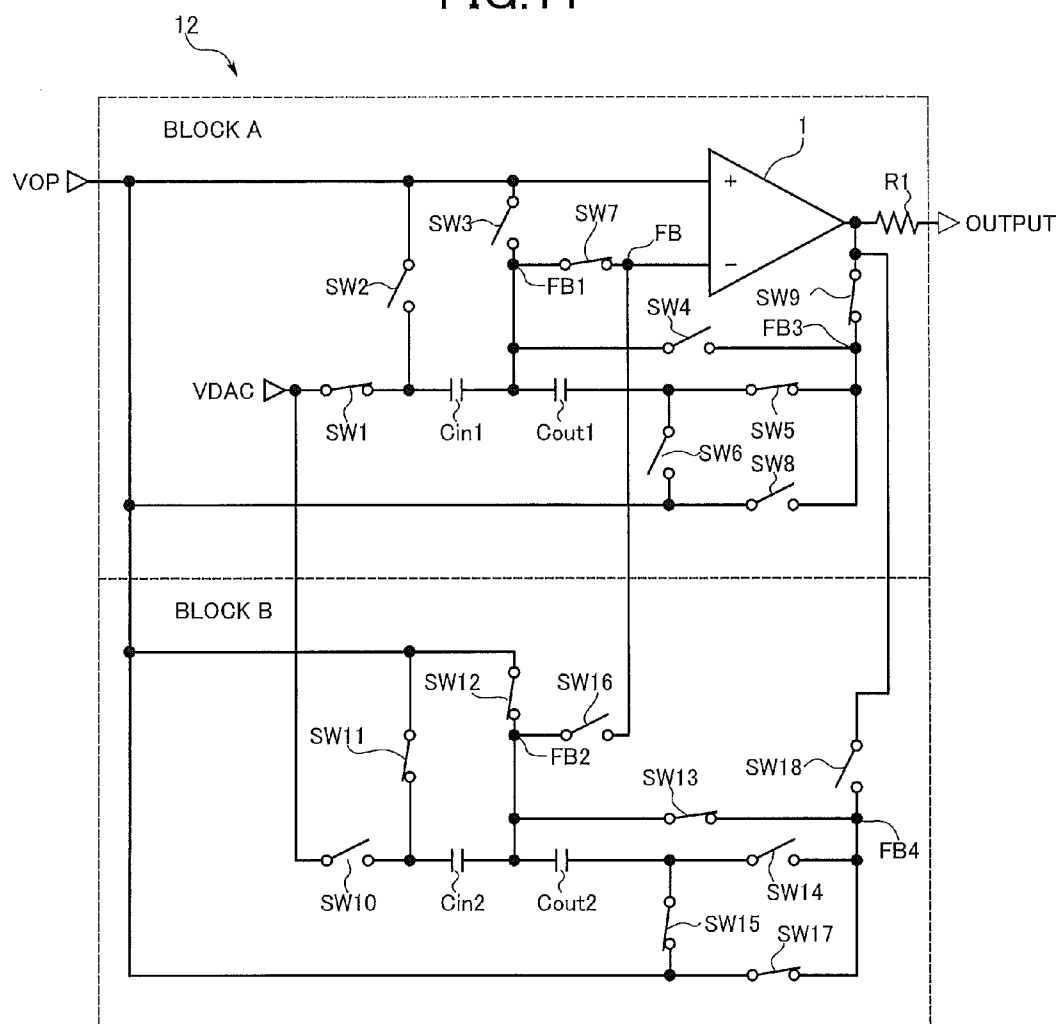 FIG.11
12
BLOCK A
1
VOP
+
R1
SW3
SW7
FB
OUTPUT
SW2
FB1
−
SW9
SW4
FB3
VDAC
SW1
Cin1
Cout1
SW5
SW6
SW8
BLOCK B
SW12
SW16
SW11
FB2
SW18
SW13
FB4
SW10
Cin2
Cout2
SW14
SW15
SW17